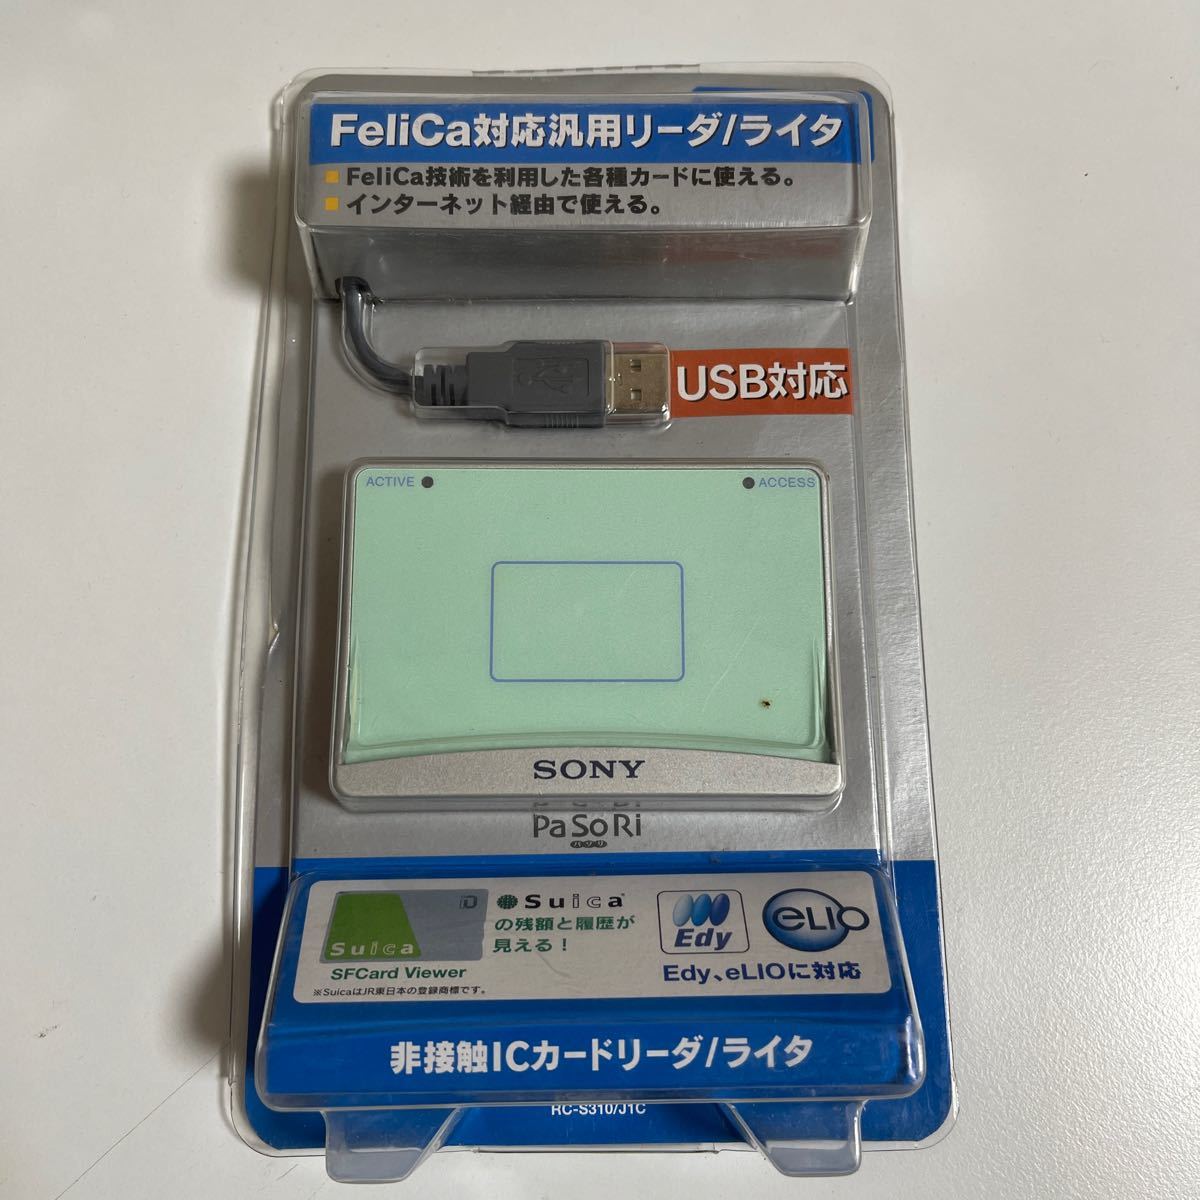 FeliCa対応汎用リーダ/ライタ
FeliCa技術を利用した各種カードに使える。
インターネット経由で使える。
USB対応
ACTIVE
ACCESS
SONY
PaSoRi
パソリ
iD
Suica
SFCard Viewer
※SuicaはJR東日本の登録商標です。
Suica
の残額と履歴が
見える!
Edy
eLIO
Edy、eLIOに対応
非接触ICカードリーダ/ライタ
RC-S310/J1C